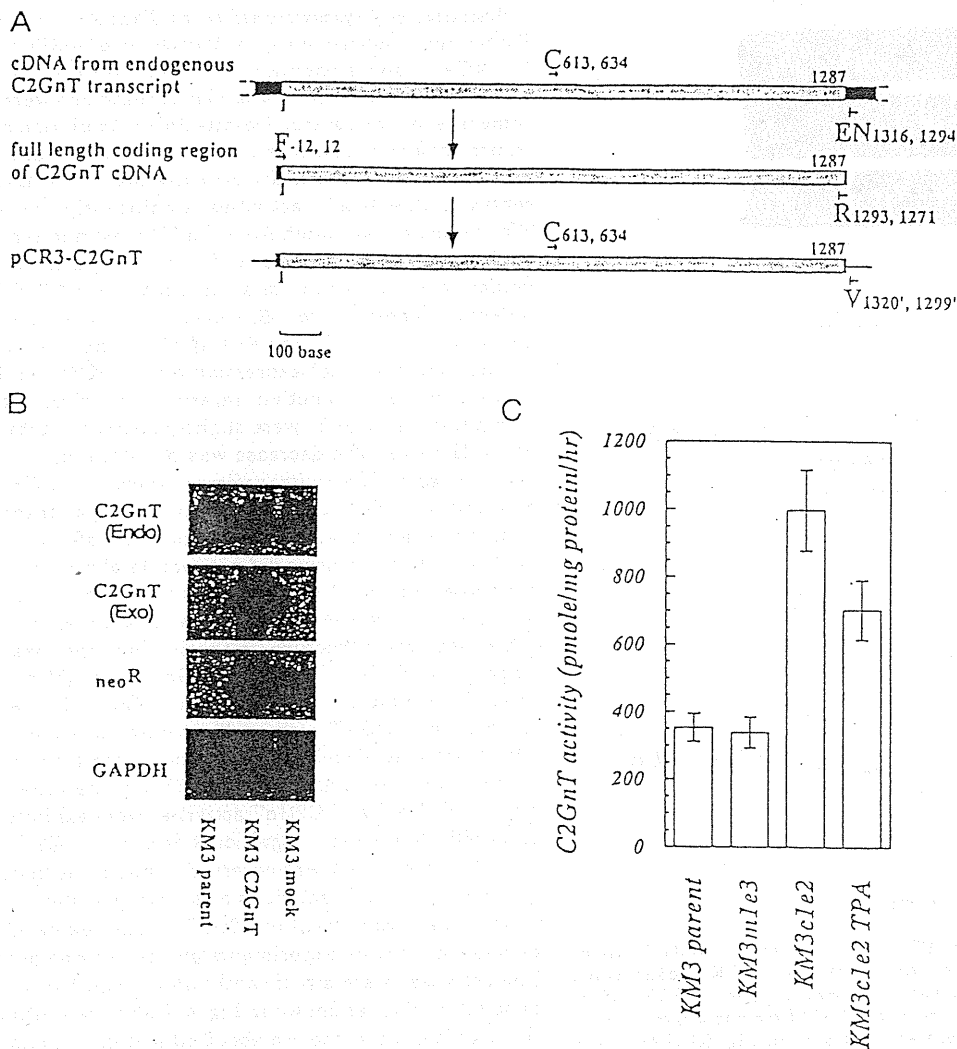 A
cDNA from endogenous
C2GnT transcript
C613, 634
1287
EN1316, 1294
F-12, 12
full length coding region
of C2GnT cDNA
1
1287
R1293, 1271
C613, 634
pCR3-C2GnT
1
1287
V1320', 1299'
1
100 base
B
C2GnT
(Endo)
C2GnT
(Exo)
neoR
GAPDH
KM3 parent
KM3 C2GnT
KM3 mock
C
C2GnT activity (pmole/mg protein/hr)
1200
1000
800
600
400
200
0
KM3 parent
KM3m1e3
KM3c1e2
KM3c1e2 TPA